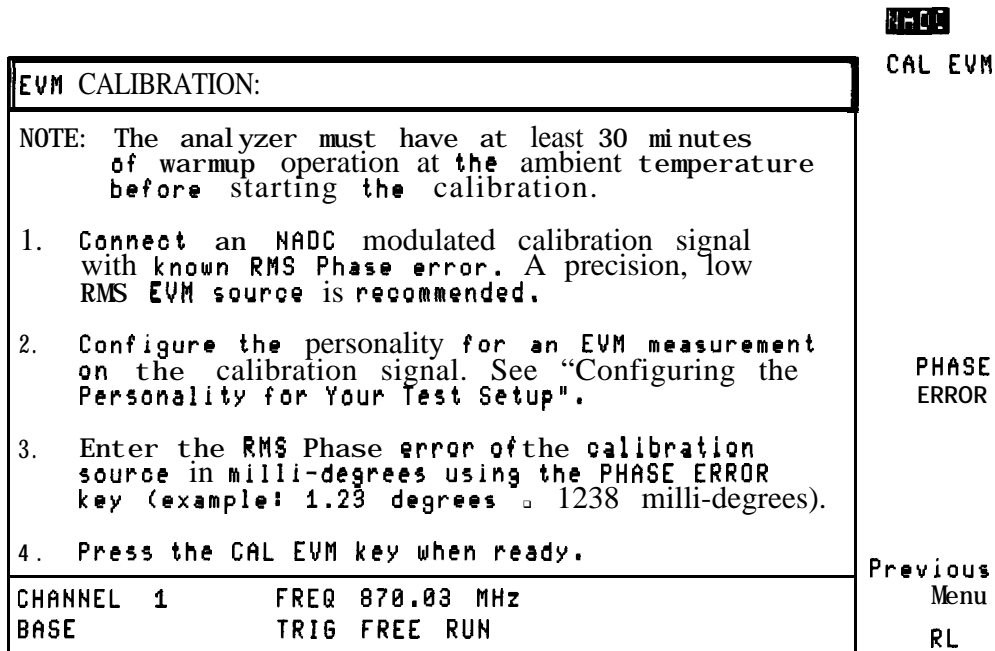 NADC
CAL EVM
EVM CALIBRATION:
NOTE: The analyzer must have at least 30 minutes
of warmup operation at the ambient temperature
before starting the calibration.
1. Connect an NADC modulated calibration signal
with known RMS Phase error. A precision, low
RMS EVM source is recommended.
2. Configure the personality for an EVM measurement
on the calibration signal. See “Configuring the
Personality for Your Test Setup".
PHASE
ERROR
3. Enter the RMS Phase error ofthe calibration
source in milli-degrees using the PHASE ERROR
key (example: 1.23 degrees 1238 milli-degrees).
4. Press the CAL EVM key when ready.
Previous
Menu
CHANNEL 1 FREQ 870.03 MHz
BASE TRIG FREE RUN
RL